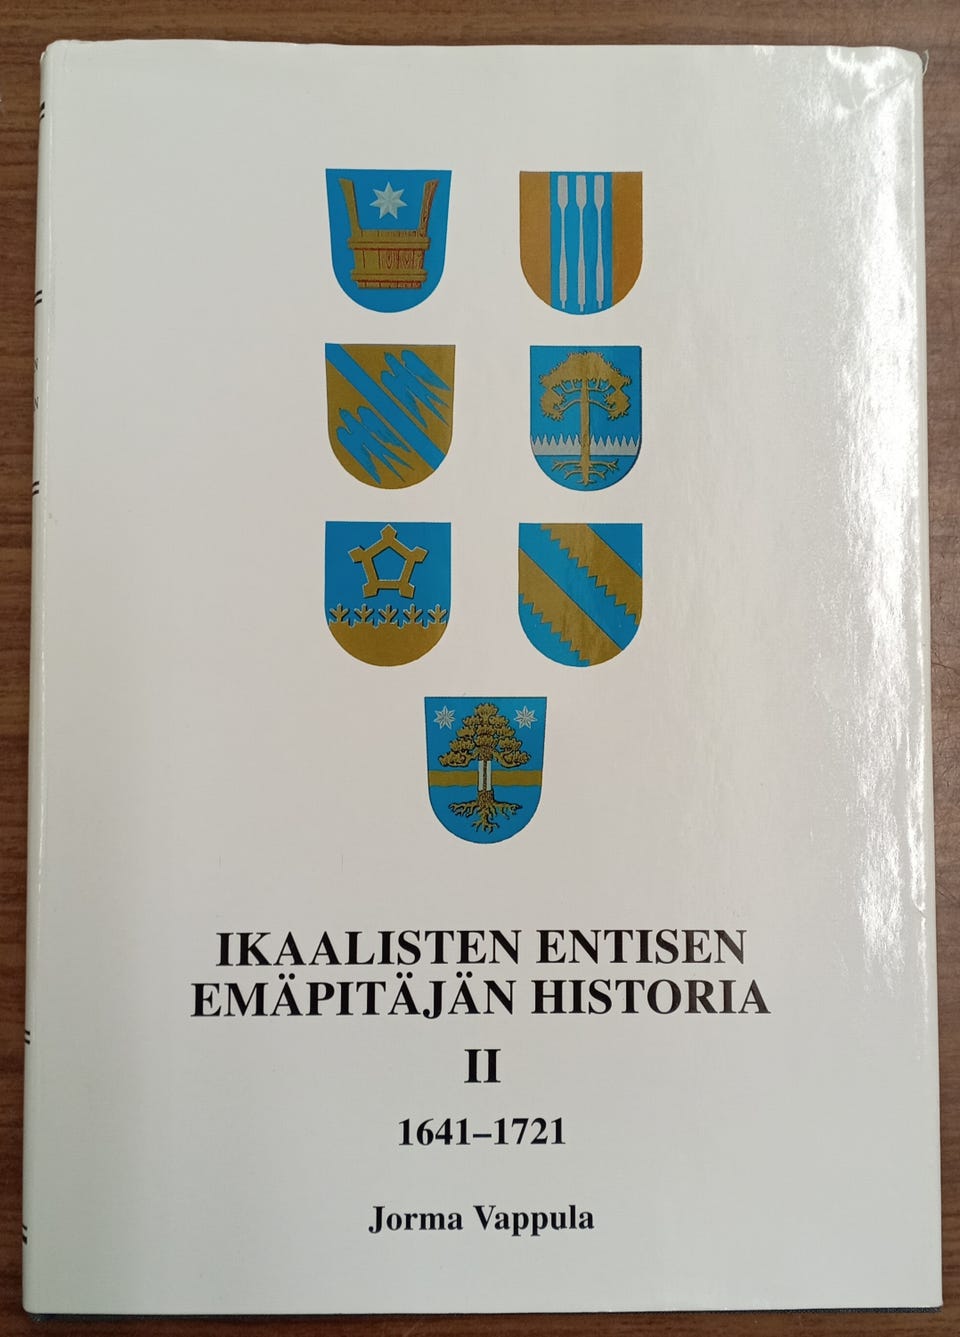 IKAALISTEN ENTISEN
EMÄPITÄJÄN HISTORIA
II
1641–1721
Jorma Vappula